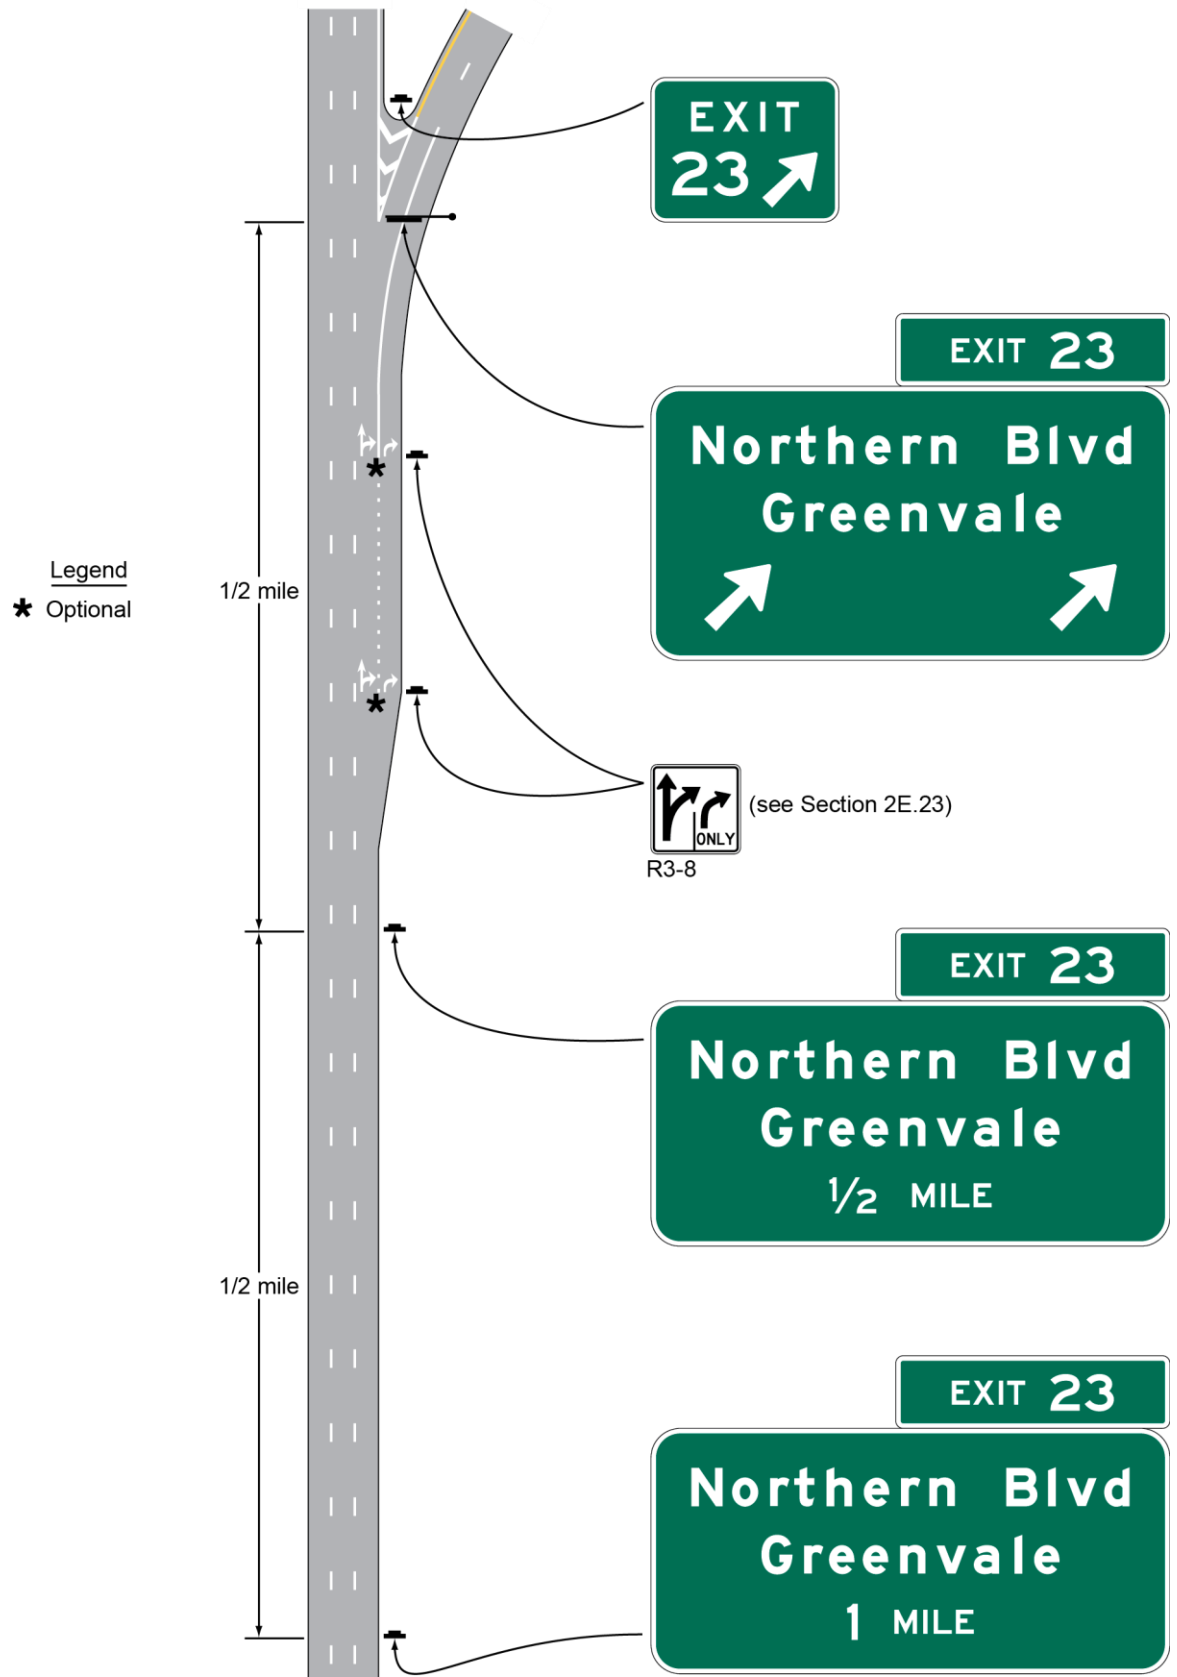 EXIT
23
EXIT 23
Northern Blvd
Greenvale
Legend
* Optional
1/2 mile
ONLY
(see Section 2E.23)
R3-8
EXIT 23
Northern Blvd
Greenvale
1/2 MILE
1/2 mile
EXIT 23
Northern Blvd
Greenvale
1 MILE